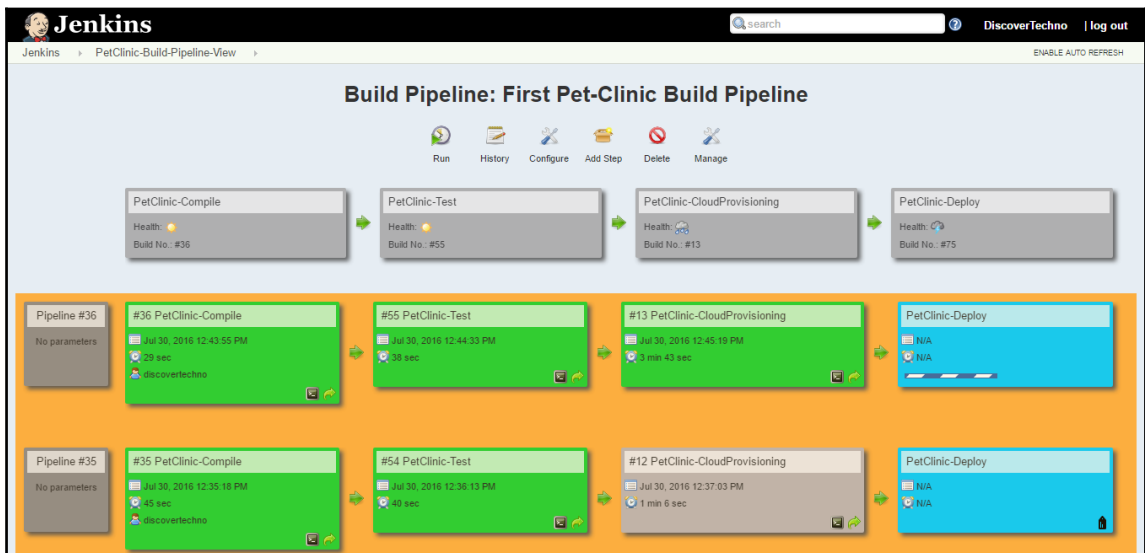 Jenkins
search
DiscoverTechno | log out
Jenkins PetClinic-Build-Pipeline-View
ENABLE AUTO REFRESH
Build Pipeline: First Pet-Clinic Build Pipeline
Run History Configure Add Step Delete Manage
PetClinic-Compile
Health:
Build No.: #36
PetClinic-Test
Health:
Build No.: #55
PetClinic-CloudProvisioning
Health:
Build No.: #13
PetClinic-Deploy
Health:
Build No.: #75
Pipeline #36
No parameters
#36 PetClinic-Compile
Jul 30, 2016 12:43:55 PM
29 sec
discovertechno
#55 PetClinic-Test
Jul 30, 2016 12:44:33 PM
38 sec
#13 PetClinic-CloudProvisioning
Jul 30, 2016 12:45:19 PM
3 min 43 sec
PetClinic-Deploy
N/A
N/A
Pipeline #35
No parameters
#35 PetClinic-Compile
Jul 30, 2016 12:35:18 PM
45 sec
discovertechno
#54 PetClinic-Test
Jul 30, 2016 12:36:13 PM
40 sec
#12 PetClinic-CloudProvisioning
Jul 30, 2016 12:37:03 PM
1 min 6 sec
PetClinic-Deploy
N/A
N/A